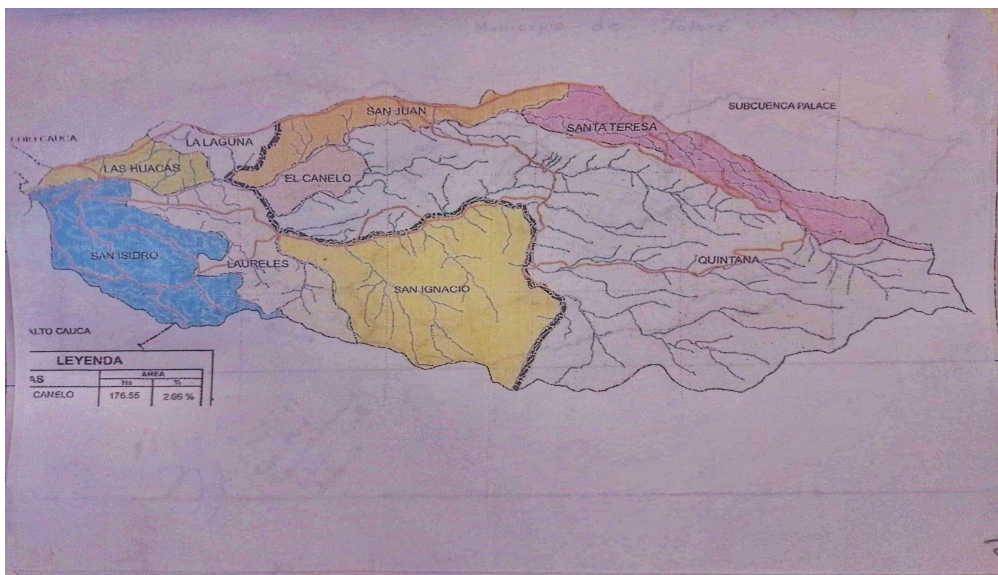 Municipio de Totoró
SAN JUAN
SUBCUENCA PALACE
SANTA TERESA
CAUCA
LA LAGUNA
LAS HUACAS
EL CANELO
SAN ISIDRO
LAURELES
QUINTANA
SAN IGNACIO
ALTO CAUCA
LEYENDA
AREA
AS
Ha
%
CANELO
176.55
2.66 %